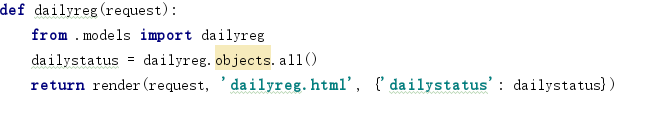 def dailyreg(request):
    from .models import dailyreg
    dailystatus = dailyreg.objects.all()
    return render(request, 'dailyreg.html', {'dailystatus': dailystatus})